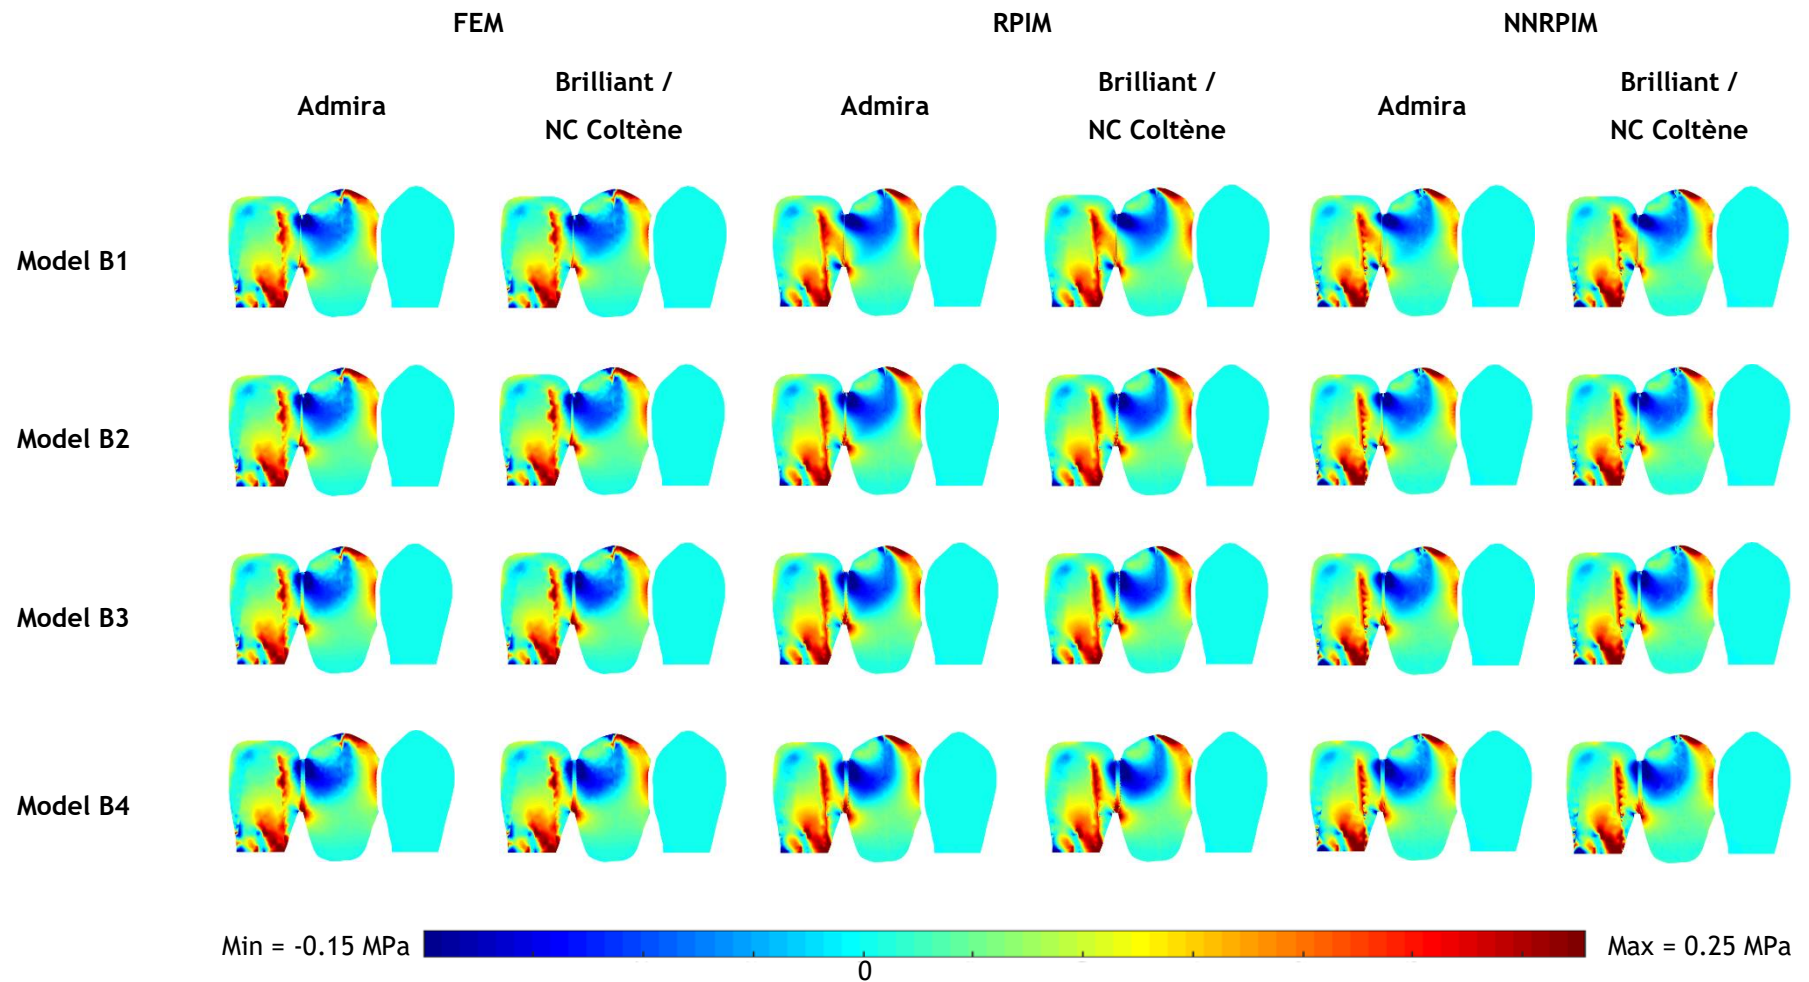 FEM RPIM NNRPIM
Admira Brilliant / Admira Brilliant / Admira Brilliant /
NC Coltène NC Coltène NC Coltène
Model B1
Model B2
Model B3
Model B4
Min = -0.15 MPa Max = 0.25 MPa
0